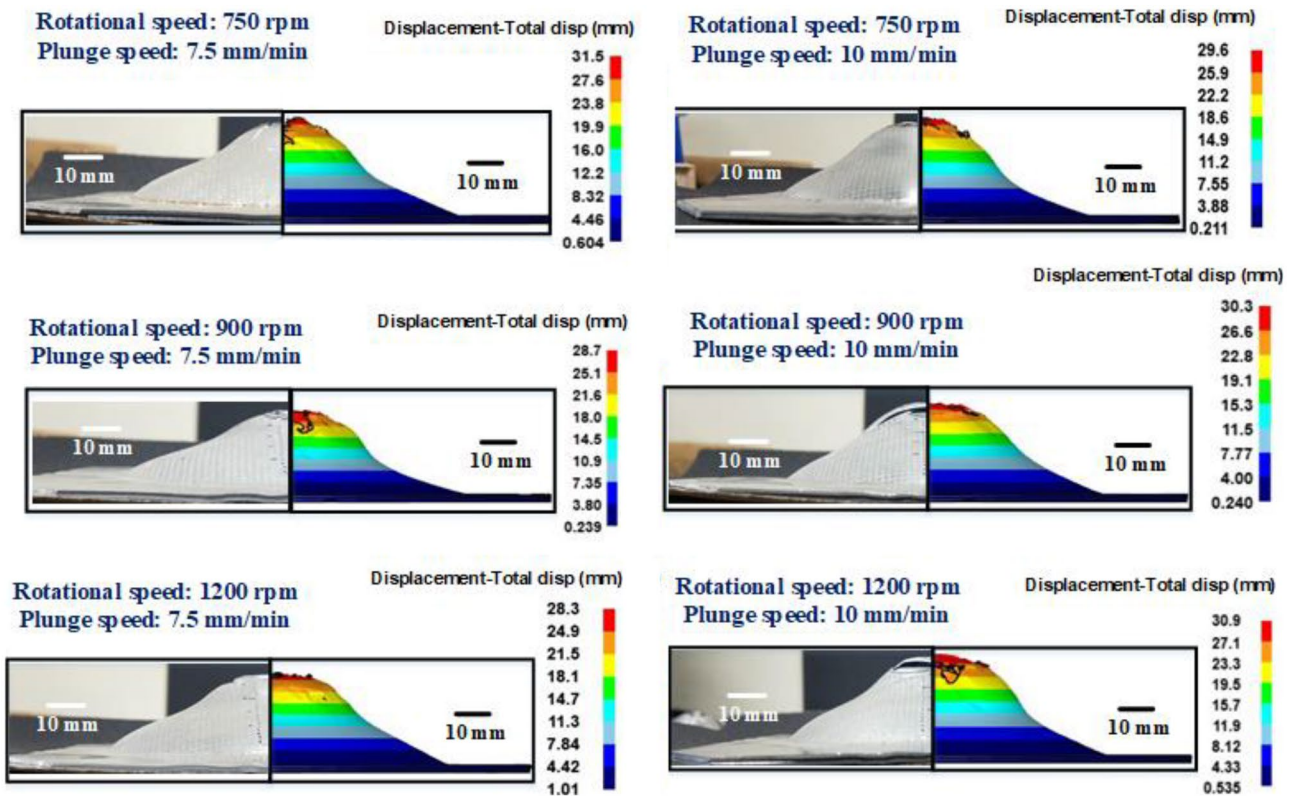 Rotational speed: 750 rpm
Plunge speed: 7.5 mm/min
Displacement-Total disp (mm)
31.5
27.6
23.8
19.9
16.0
12.2
8.32
4.46
0.604
10 mm
10 mm
Rotational speed: 750 rpm
Plunge speed: 10 mm/min
Displacement-Total disp (mm)
29.6
25.9
22.2
18.6
14.9
11.2
7.55
3.88
0.211
10 mm
10 mm
Rotational speed: 900 rpm
Plunge speed: 7.5 mm/min
Displacement-Total disp (mm)
28.7
25.1
21.6
18.0
14.5
10.9
7.35
3.80
0.239
10 mm
10 mm
Rotational speed: 900 rpm
Plunge speed: 10 mm/min
Displacement-Total disp (mm)
30.3
26.6
22.8
19.1
15.3
11.5
7.77
4.00
0.240
10 mm
10 mm
Rotational speed: 1200 rpm
Plunge speed: 7.5 mm/min
Displacement-Total disp (mm)
28.3
24.9
21.5
18.1
14.7
11.3
7.84
4.42
1.01
10 mm
10 mm
Rotational speed: 1200 rpm
Plunge speed: 10 mm/min
Displacement-Total disp (mm)
30.9
27.1
23.3
19.5
15.7
11.9
8.12
4.33
0.535
10 mm
10 mm